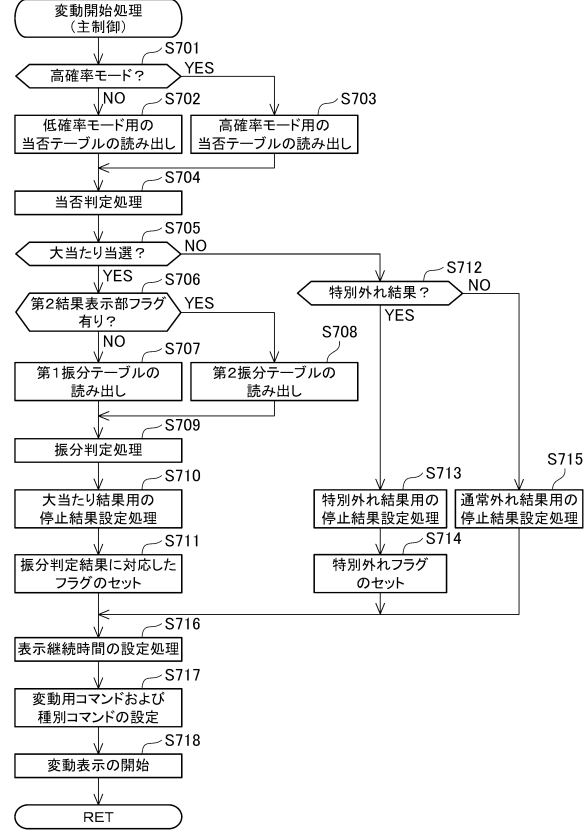 変動開始処理
(主制御)
S701
高確率モード?
YES
NO
S702
低確率モード用の
当否テーブルの読み出し
S703
高確率モード用の
当否テーブルの読み出し
S704
当否判定処理
S705
大当たり当選?
NO
YES
S706
第2結果表示部フラグ
有り?
YES
NO
S707
第1振分テーブルの
読み出し
S708
第2振分テーブルの
読み出し
S709
振分判定処理
S710
大当たり結果用の
停止結果設定処理
S711
振分判定結果に対応した
フラグのセット
S712
特別外れ結果?
NO
YES
S713
特別外れ結果用の
停止結果設定処理
S714
特別外れフラグ
のセット
S715
通常外れ結果用の
停止結果設定処理
S716
表示継続時間の設定処理
S717
変動用コマンドおよび
種別コマンドの設定
S718
変動表示の開始
RET